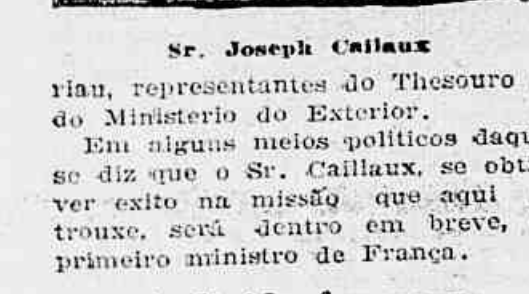 Sr. Joseph Caillaux
riau, representantes do Thesouro
do Ministerio do Exterior.
Em alguns meios politicos daqu
se diz que o Sr. Caillaux, se obt
ver exito na missão que aqui
trouxe, será dentro em breve,
primeiro ministro de França.